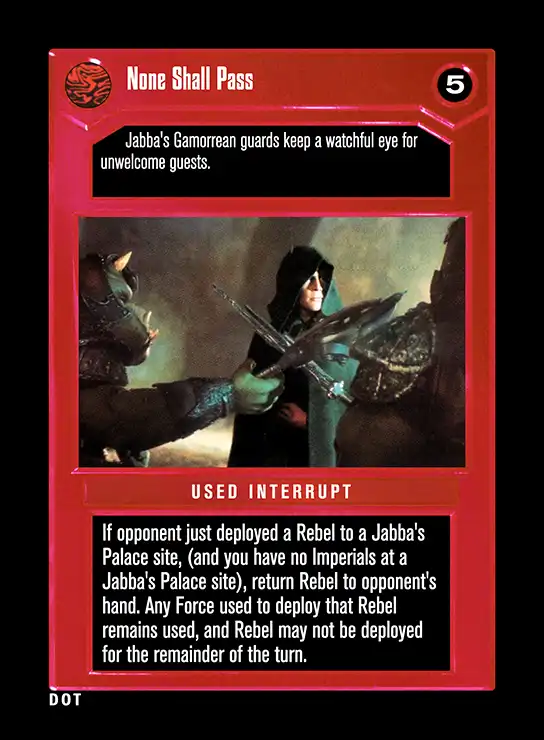 None Shall Pass
5
Jabba's Gamorrean guards keep a watchful eye for
unwelcome guests.
USED INTERRUPT
If opponent just deployed a Rebel to a Jabba's
Palace site, (and you have no Imperials at a
Jabba's Palace site), return Rebel to opponent's
hand. Any Force used to deploy that Rebel
remains used, and Rebel may not be deployed
for the remainder of the turn.
DOT